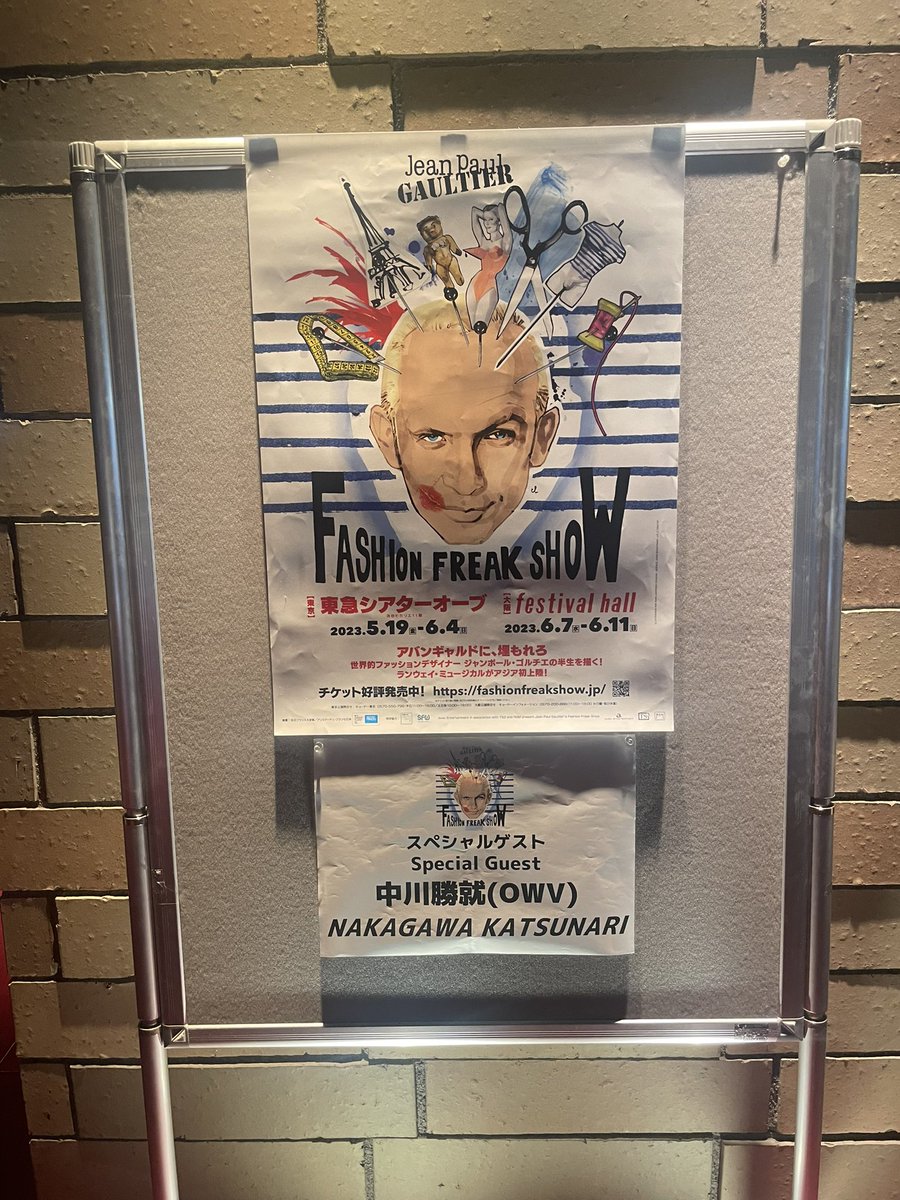 Jean Paul
GAULTIER
FASHION FREAK SHOW
[東京] 東急シアターオーブ
2023.5.19金-6.4日
[大阪] festival hall
2023.6.7水-6.11日
アバンギャルドに、埋もれろ
世界的ファッションデザイナー ジャンポール・ゴルチエの半生を描く!
ランウェイ・ミュージカルがアジア初上陸!
チケット好評発売中! https://fashionfreakshow.jp/
FASHION FREAK SHOW
スペシャルゲスト
Special Guest
中川勝就(OWV)
NAKAGAWA KATSUNARI